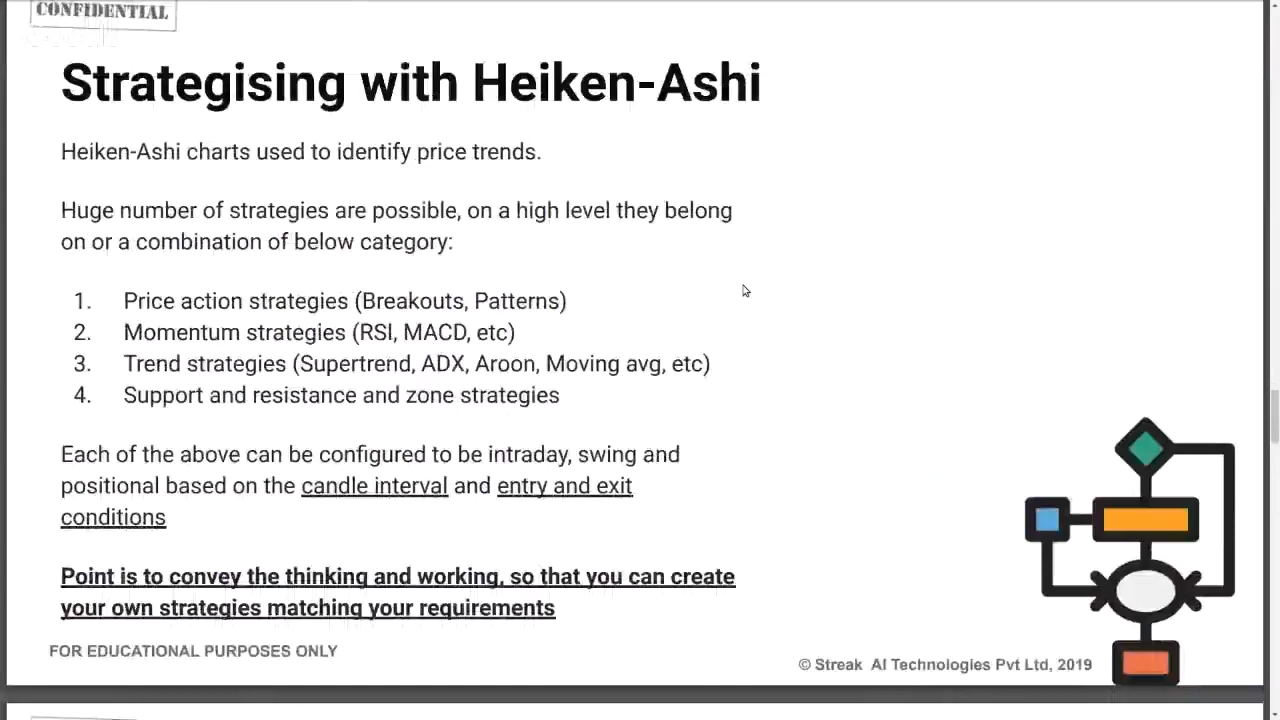 CONFIDENTIAL
Strategising with Heiken-Ashi
Heiken-Ashi charts used to identify price trends.
Huge number of strategies are possible, on a high level they belong
on or a combination of below category:
1. Price action strategies (Breakouts, Patterns)
2. Momentum strategies (RSI, MACD, etc)
3. Trend strategies (Supertrend, ADX, Aroon, Moving avg, etc)
4. Support and resistance and zone strategies
Each of the above can be configured to be intraday, swing and
positional based on the candle interval and entry and exit
conditions
Point is to convey the thinking and working, so that you can create
your own strategies matching your requirements
FOR EDUCATIONAL PURPOSES ONLY
© Streak AI Technologies Pvt Ltd, 2019